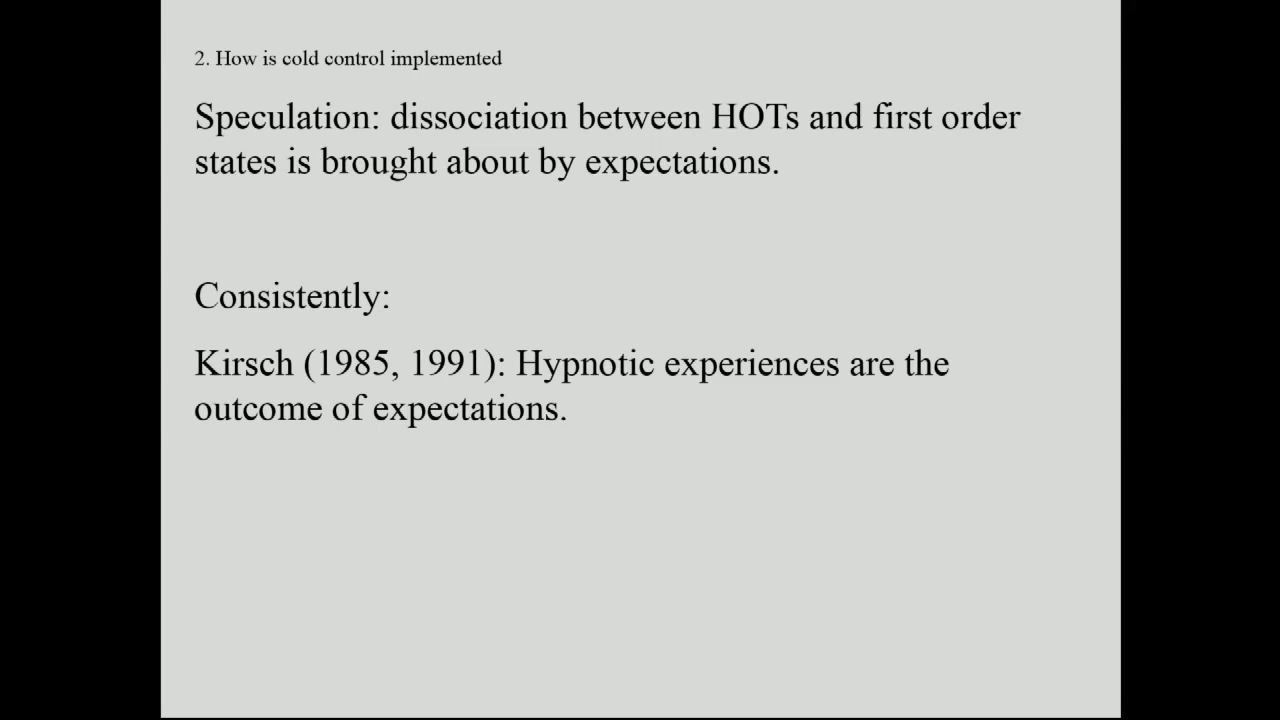 2. How is cold control implemented
Speculation: dissociation between HOTs and first order
states is brought about by expectations.
Consistently:
Kirsch (1985, 1991): Hypnotic experiences are the
outcome of expectations.